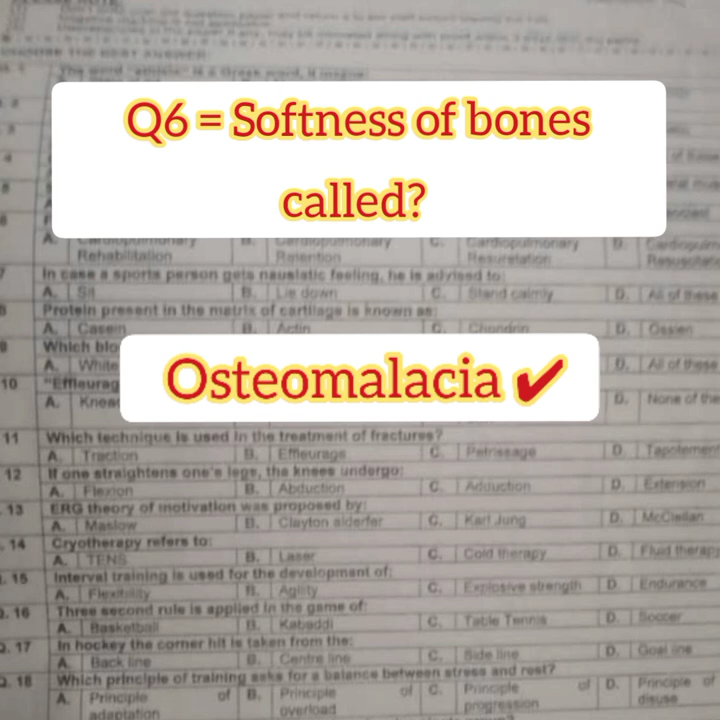 Q6 = Softness of bones
called?
A. Cardiopulmonary B. Cardiopulmonary C. Cardiopulmonary D.
Rehabilitation Retention Resuretation
In case a sports person gets nauslatic feeling, he is advised to:
A. Sit B. Lie down C. Stand calmly D. All of these
Protein present in the matrix of cartilage is known as:
A. Casein B. Actin C. Chondrin D. Ossien
Which blo
A. White D. All of these
10 "Effleurag
A. Knea D. None of the
Osteomalacia ✔
11 Which technique is used in the treatment of fractures?
A. Traction B. Effleurage C. Petrissage D. Tapotement
12 If one straightens one's legs, the knees undergo:
A. Flexion B. Abduction C. Adduction D. Extension
13 ERG theory of motivation was proposed by:
A. Maslow B. Clayton alderfer C. Karl Jung D. McClellan
14 Cryotherapy refers to:
A. TENS B. Laser C. Cold therapy D. Fluid therapy
15 Interval training is used for the development of:
A. Flexibility B. Agility C. Explosive strength D. Endurance
16 Three second rule is applied in the game of:
A. Basketball B. Kabaddi C. Table Tennis D. Soccer
17 In hockey the corner hit is taken from the:
A. Back line B. Centre line C. Side line D. Goal line
18 Which principle of training asks for a balance between stress and rest?
A. Principle of B. Principle of C. Principle of D. Principle of
adaptation overload progression disuse